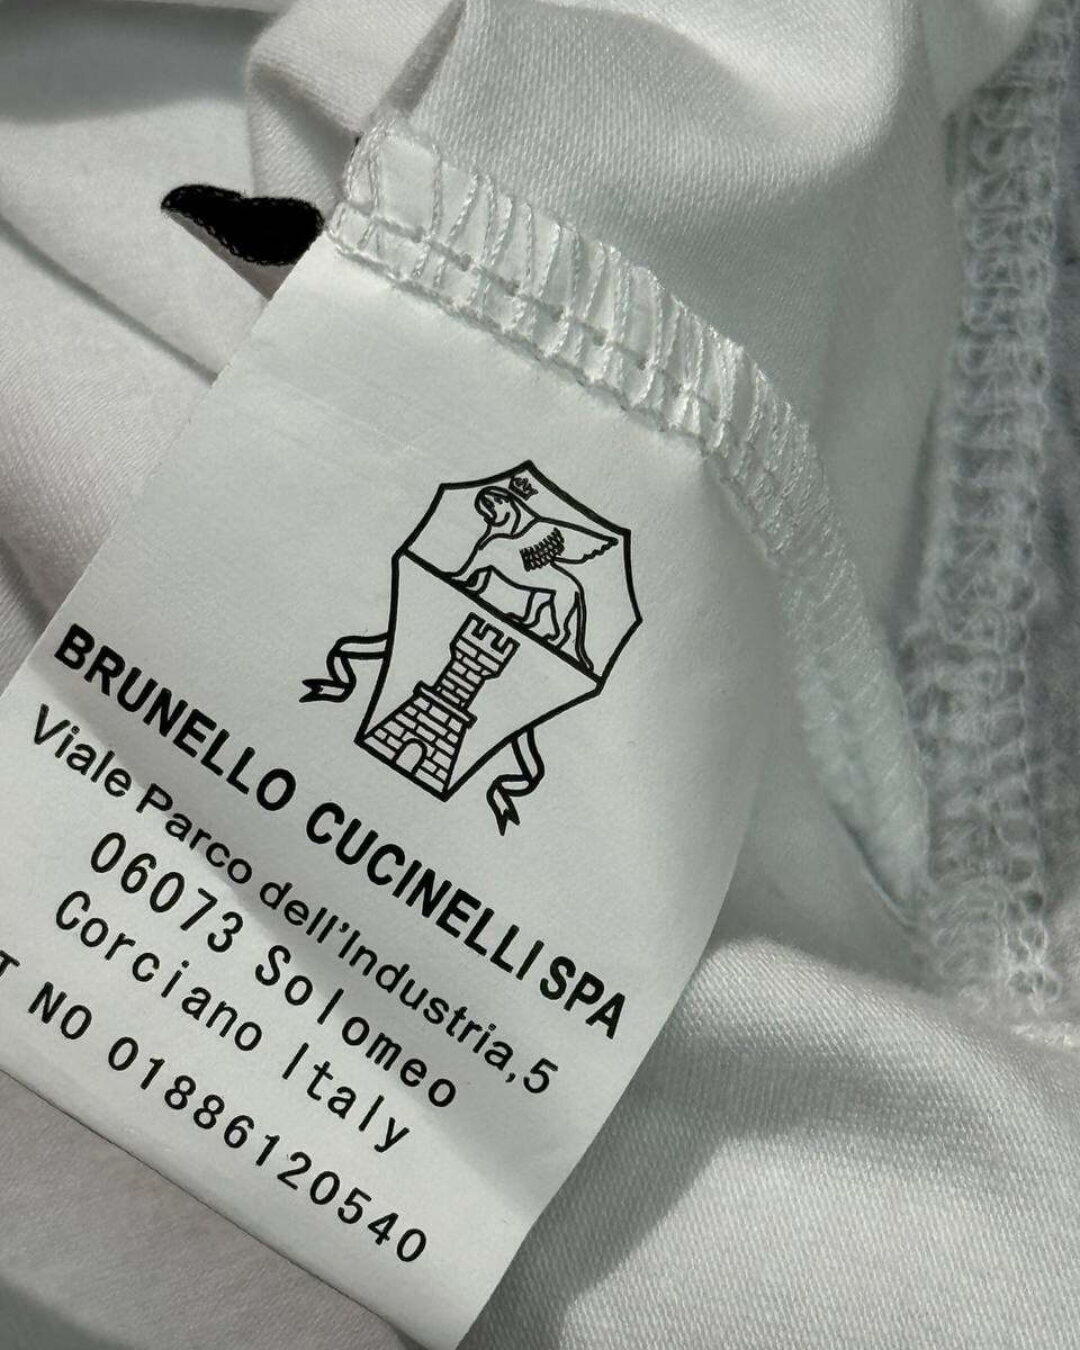 BRUNELLO CUCINELLI SPA
Viale Parco dell'Industria,5
06073 Solomeo
Corciano Italy
T NO 01886120540